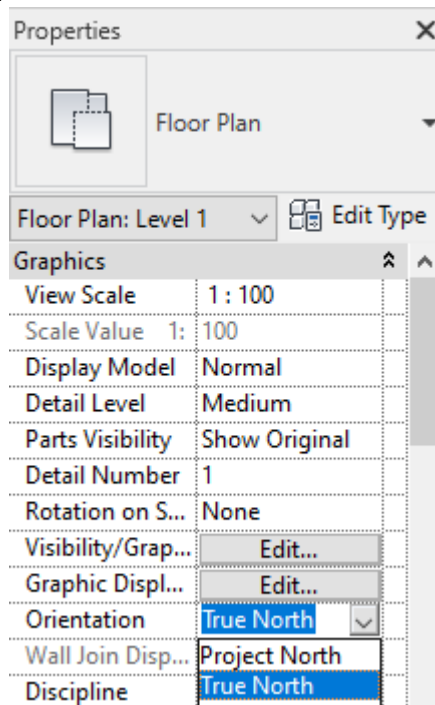 Properties
Floor Plan
Floor Plan: Level 1
Edit Type
Graphics
View Scale 1 : 100
Scale Value 1: 100
Display Model Normal
Detail Level Medium
Parts Visibility Show Original
Detail Number 1
Rotation on S... None
Visibility/Grap... Edit...
Graphic Displ... Edit...
Orientation True North
Wall Join Disp... Project North
Discipline True North